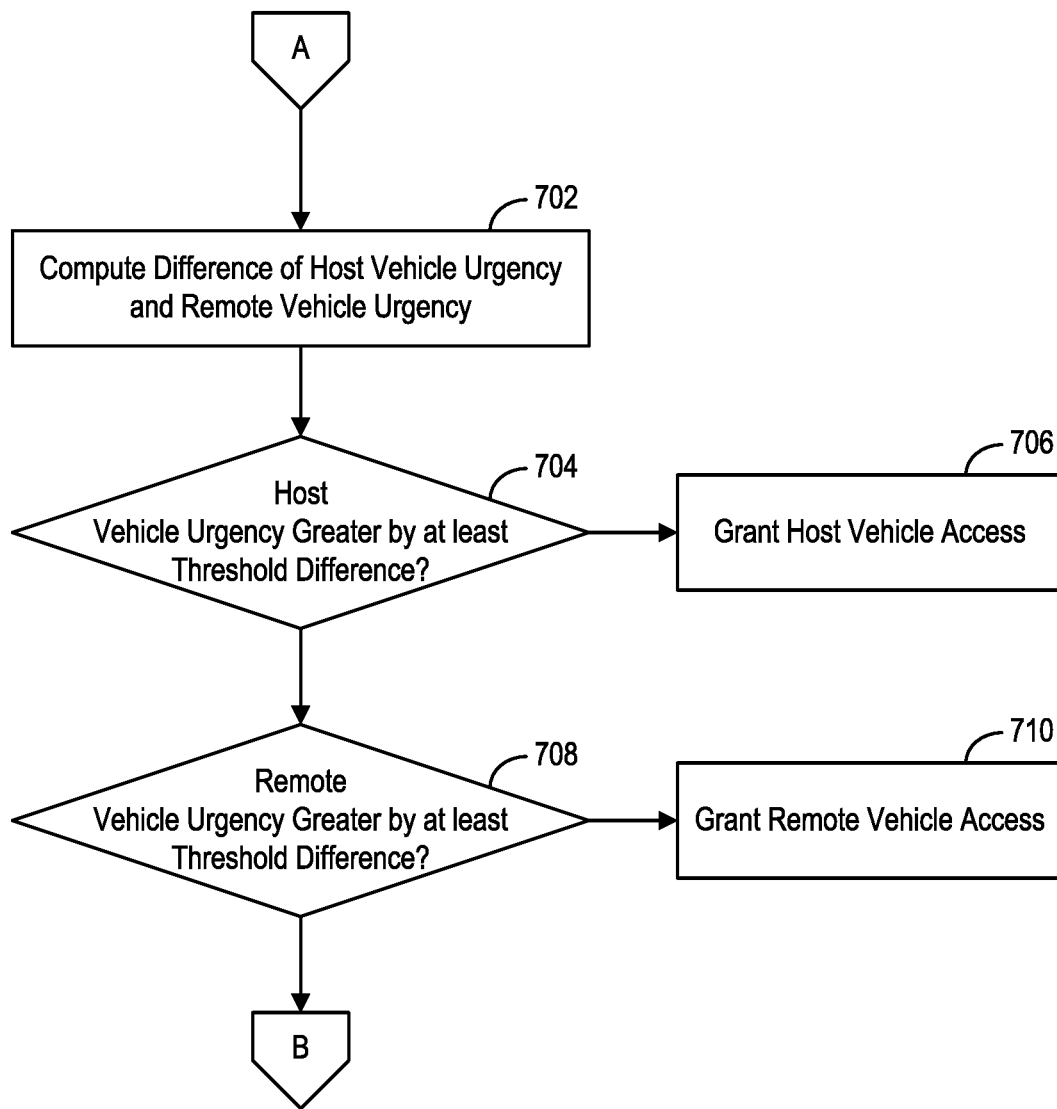 A
702
Compute Difference of Host Vehicle Urgency
and Remote Vehicle Urgency
704
Host
Vehicle Urgency Greater by at least
Threshold Difference?
706
Grant Host Vehicle Access
708
Remote
Vehicle Urgency Greater by at least
Threshold Difference?
710
Grant Remote Vehicle Access
B